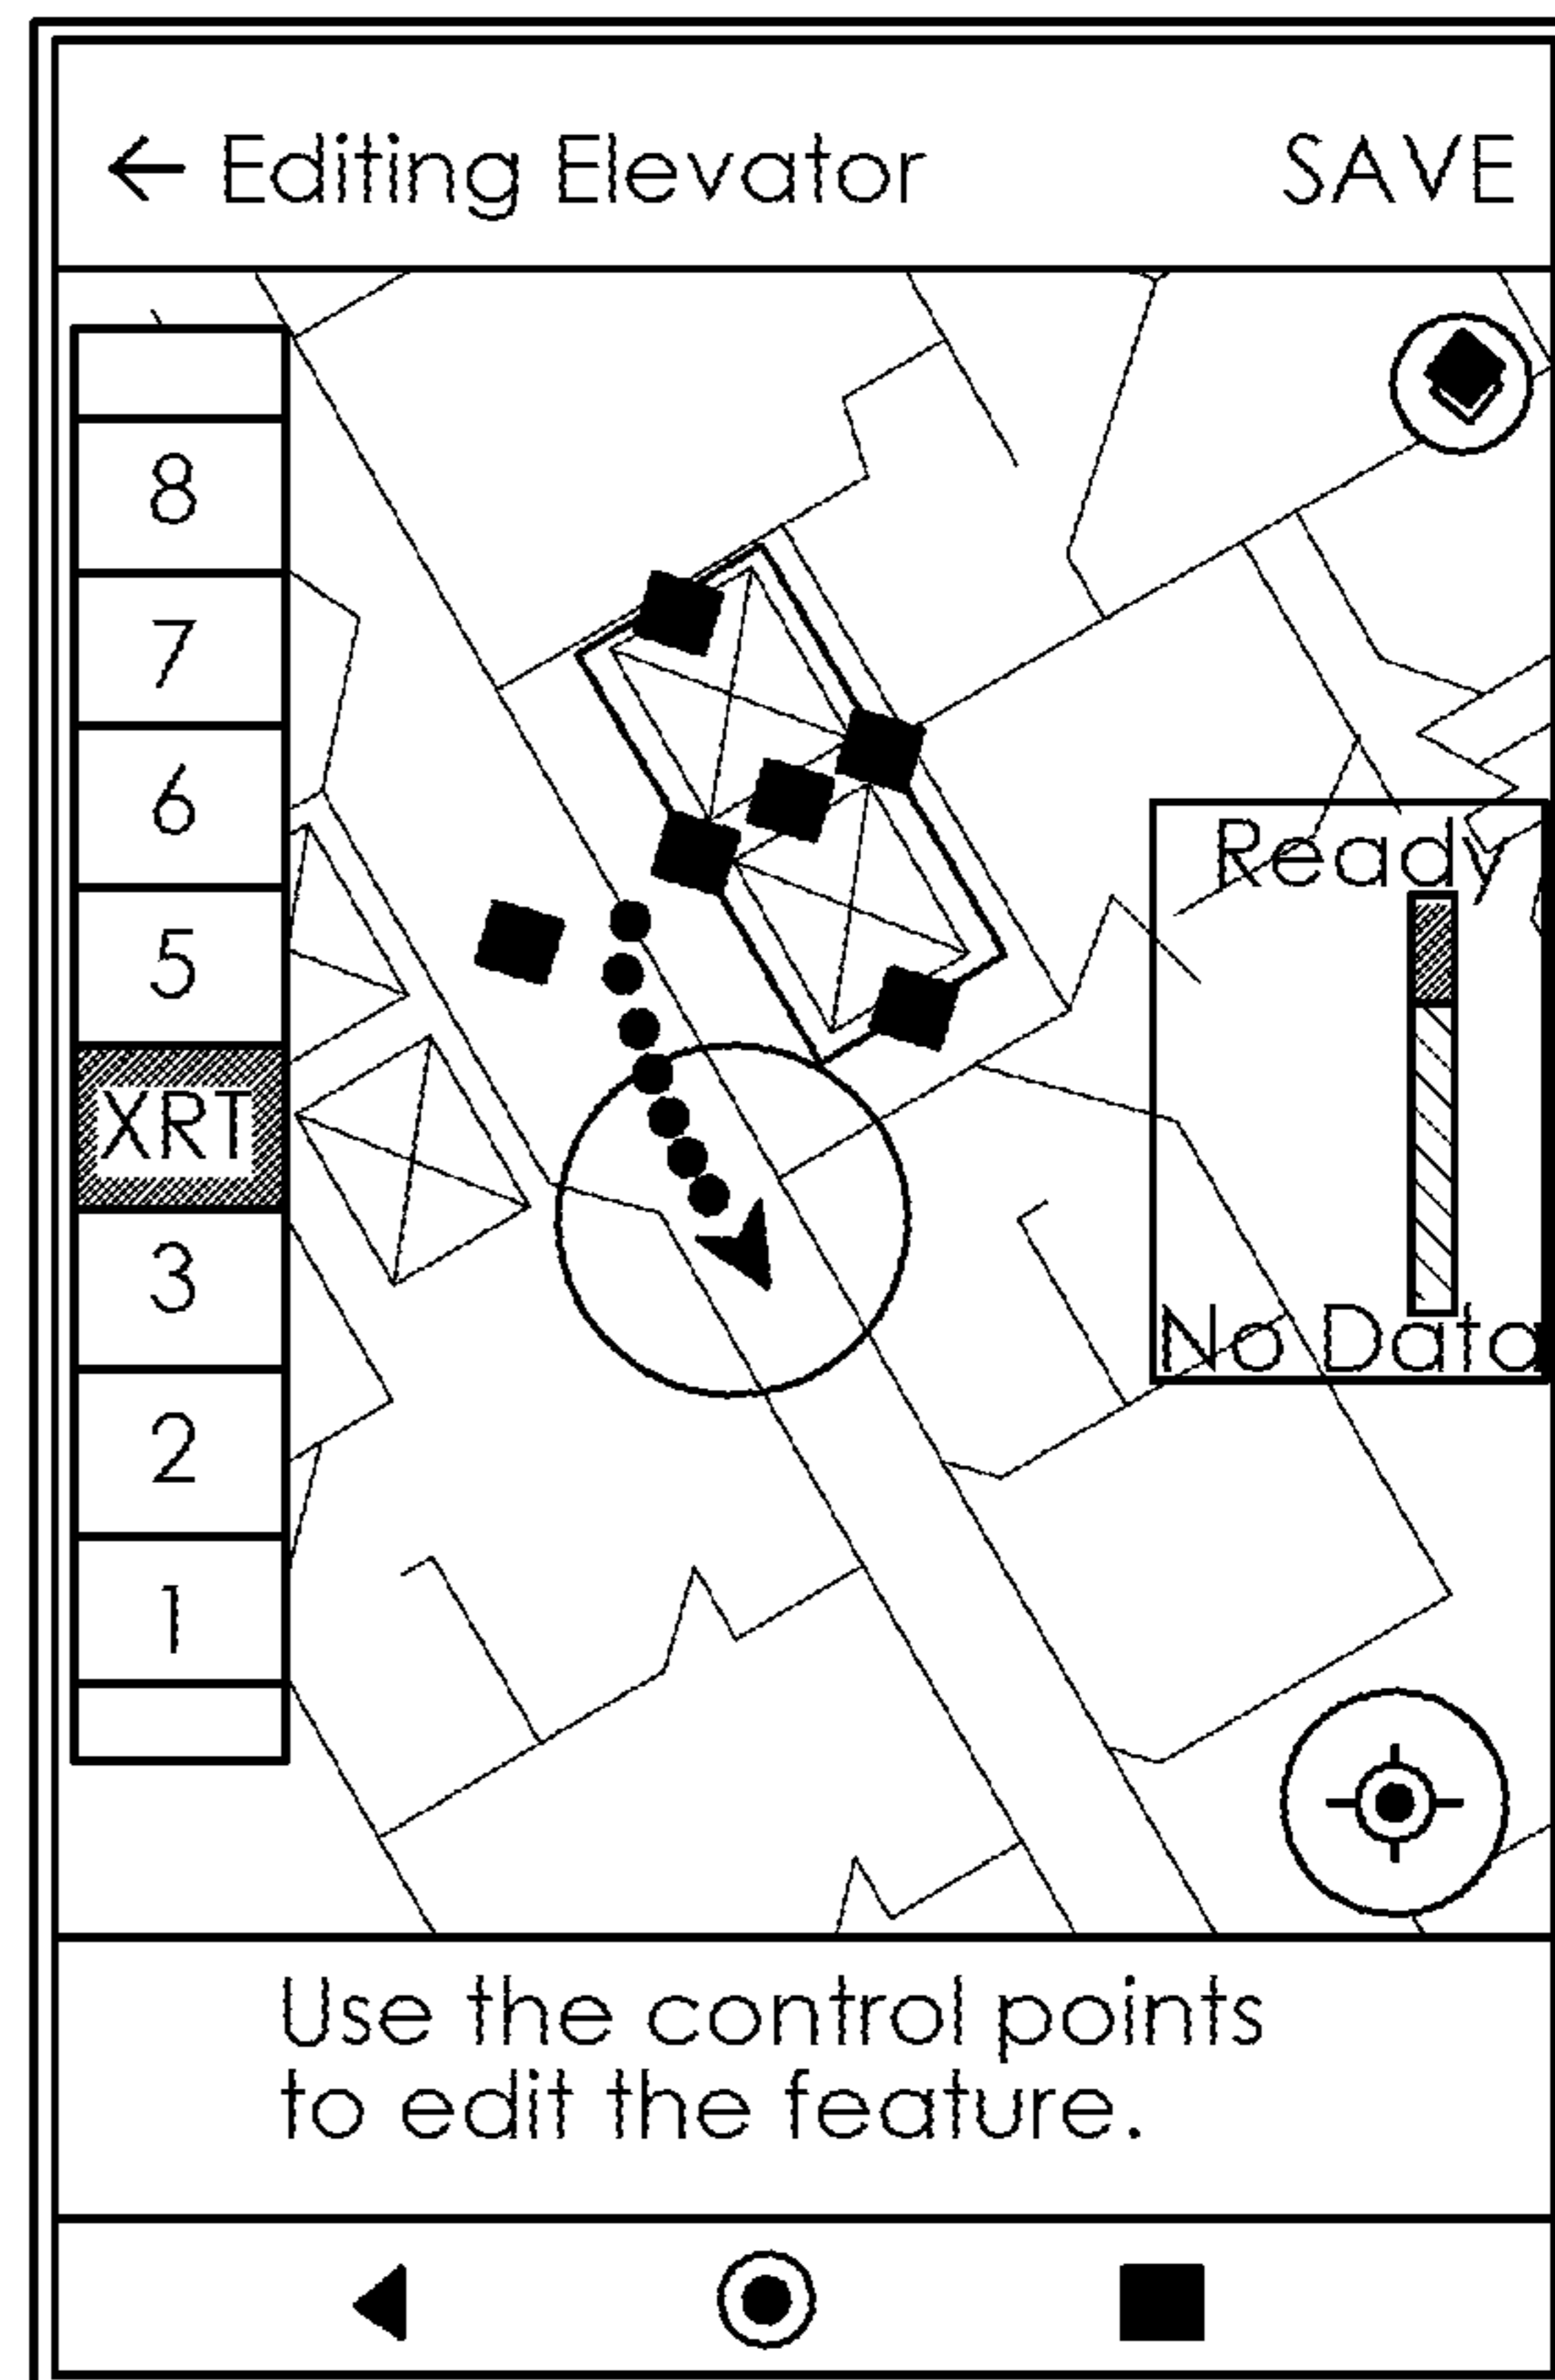 ← Editing Elevator SAVE
8
7
6
5
XRT
3
2
1
Ready
No Data
Use the control points
to edit the feature.